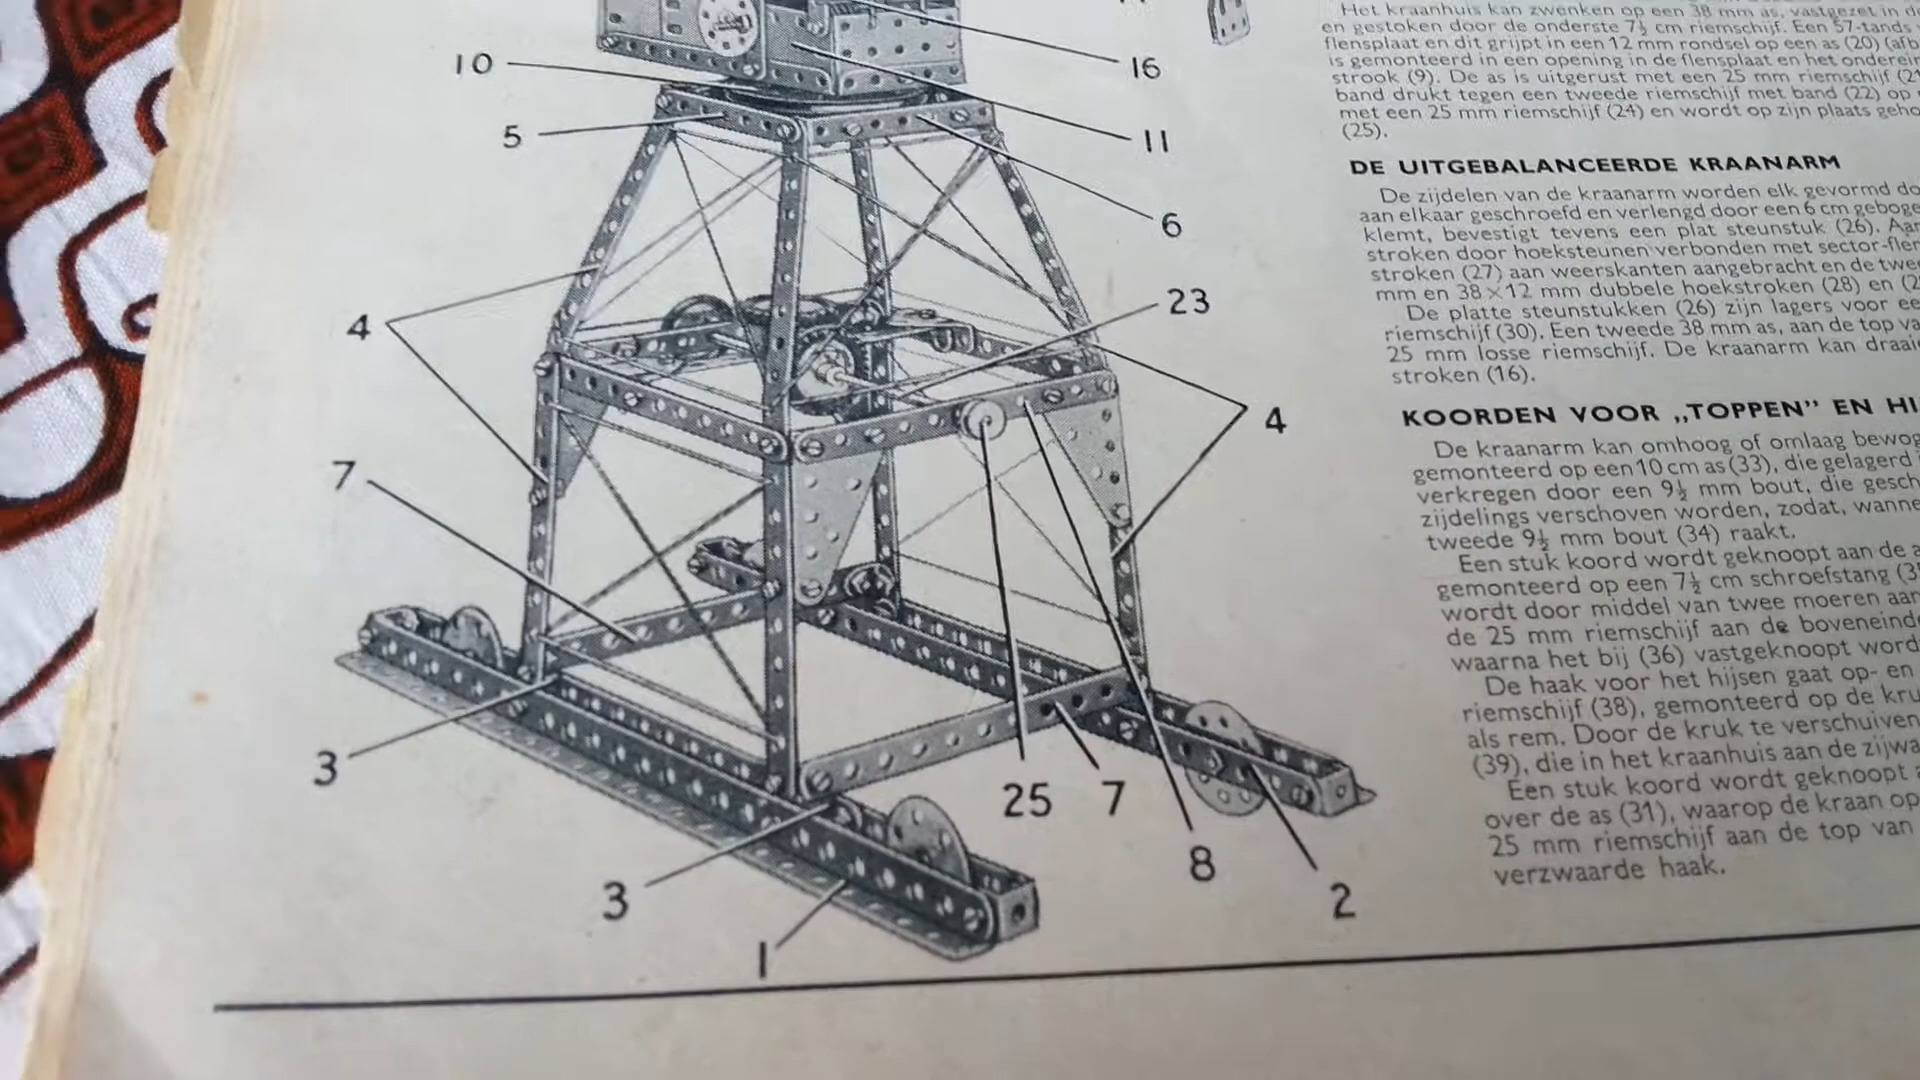 10
5
4
7
3
3
1
16
11
6
23
4
25
7
8
2
Het kraanhuis kan zwenken op een 38 mm as, vastgezet in
en gestoken door de onderste 7½ cm riemschijf. Een 57-tands
flensplaat en dit grijpt in een 12 mm rondsel op een as (20)
is gemonteerd in een opening in de flensplaat en het
strook (9). De as is uitgerust met een 25 mm riemschijf
band drukt tegen een tweede riemschijf met band (22) op
met een 25 mm riemschijf (24) en wordt op zijn plaats
(25).
DE UITGEBALANCEERDE KRAANARM
De zijdelen van de kraanarm worden elk gevormd
aan elkaar geschroefd en verlengd door een 6 cm
klemt, bevestigt tevens een plat steunstuk (26).
stroken door hoeksteunen verbonden met
stroken (27) aan weerskanten aangebracht en de
mm en 38×12 mm dubbele hoekstroken (28) en
De platte steunstukken (26) zijn lagers voor
riemschijf (30). Een tweede 38 mm as, aan de top
25 mm losse riemschijf. De kraanarm kan
stroken (16).
KOORDEN VOOR „TOPPEN” EN
De kraanarm kan omhoog of omlaag
gemonteerd op een 10 cm as (33), die gelagerd
verkregen door een 9½ mm bout, die
zijdelings verschoven worden, zodat,
tweede 9½ mm bout (34) raakt.
Een stuk koord wordt geknoopt aan de
gemonteerd op een 7½ cm schroefstang
wordt door middel van twee moeren
de 25 mm riemschijf aan de
waarna het bij (36) vastgeknoopt
De haak voor het hijsen gaat op- en
riemschijf (38), gemonteerd op de
als rem. Door de kruk te verschuiven
(39), die in het kraanhuis aan de
Een stuk koord wordt geknoopt
over de as (31), waarop de kraan
25 mm riemschijf aan de top van
verzwaarde haak.